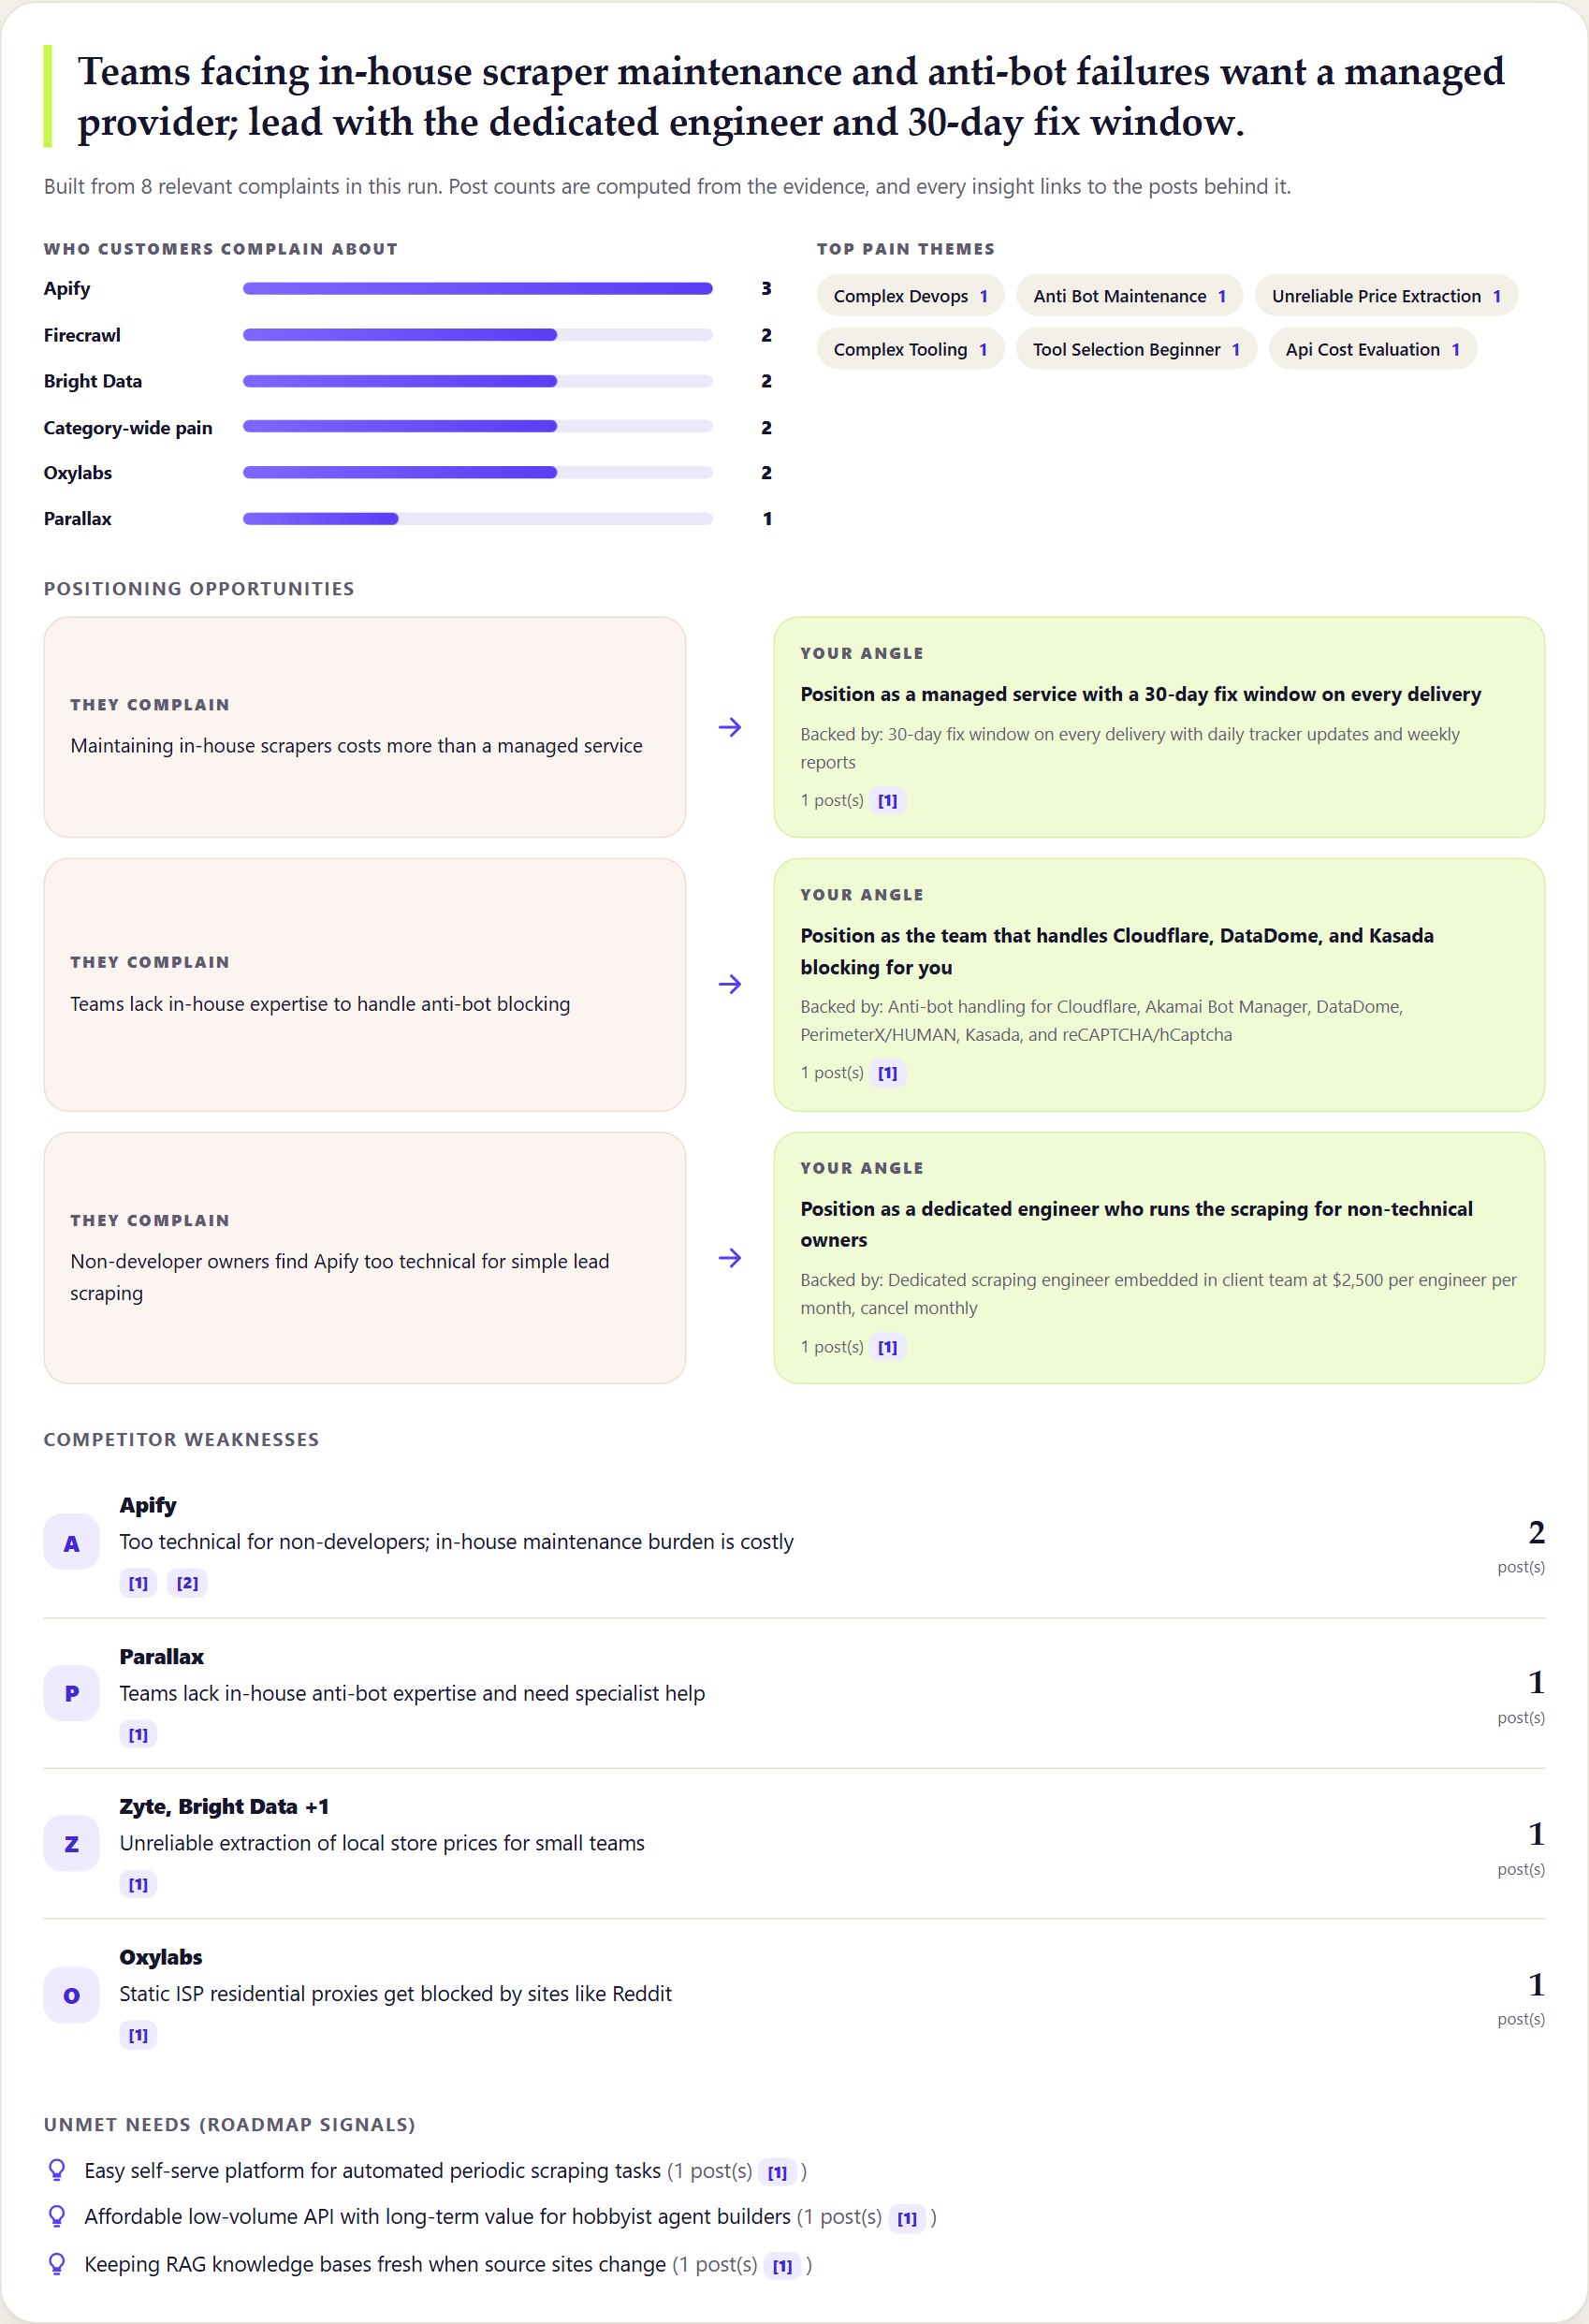 Teams facing in-house scraper maintenance and anti-bot failures want a managed
provider; lead with the dedicated engineer and 30-day fix window.
Built from 8 relevant complaints in this run. Post counts are computed from the evidence, and every insight links to the posts behind it.
WHO CUSTOMERS COMPLAIN ABOUT
Apify 3
Firecrawl 2
Bright Data 2
Category-wide pain 2
Oxylabs 2
Parallax 1
TOP PAIN THEMES
Complex Devops 1 Anti Bot Maintenance 1 Unreliable Price Extraction 1
Complex Tooling 1 Tool Selection Beginner 1 Api Cost Evaluation 1
POSITIONING OPPORTUNITIES
THEY COMPLAIN
Maintaining in-house scrapers costs more than a managed service
→
YOUR ANGLE
Position as a managed service with a 30-day fix window on every delivery
Backed by: 30-day fix window on every delivery with daily tracker updates and weekly
reports
1 post(s) [1]
THEY COMPLAIN
Teams lack in-house expertise to handle anti-bot blocking
→
YOUR ANGLE
Position as the team that handles Cloudflare, DataDome, and Kasada
blocking for you
Backed by: Anti-bot handling for Cloudflare, Akamai Bot Manager, DataDome,
PerimeterX/HUMAN, Kasada, and reCAPTCHA/hCaptcha
1 post(s) [1]
THEY COMPLAIN
Non-developer owners find Apify too technical for simple lead
scraping
→
YOUR ANGLE
Position as a dedicated engineer who runs the scraping for non-technical
owners
Backed by: Dedicated scraping engineer embedded in client team at $2,500 per engineer per
month, cancel monthly
1 post(s) [1]
COMPETITOR WEAKNESSES
A
Apify
Too technical for non-developers; in-house maintenance burden is costly
[1] [2]
2
post(s)
P
Parallax
Teams lack in-house anti-bot expertise and need specialist help
[1]
1
post(s)
Z
Zyte, Bright Data +1
Unreliable extraction of local store prices for small teams
[1]
1
post(s)
O
Oxylabs
Static ISP residential proxies get blocked by sites like Reddit
[1]
1
post(s)
UNMET NEEDS (ROADMAP SIGNALS)
Easy self-serve platform for automated periodic scraping tasks (1 post(s) [1] )
Affordable low-volume API with long-term value for hobbyist agent builders (1 post(s) [1] )
Keeping RAG knowledge bases fresh when source sites change (1 post(s) [1] )